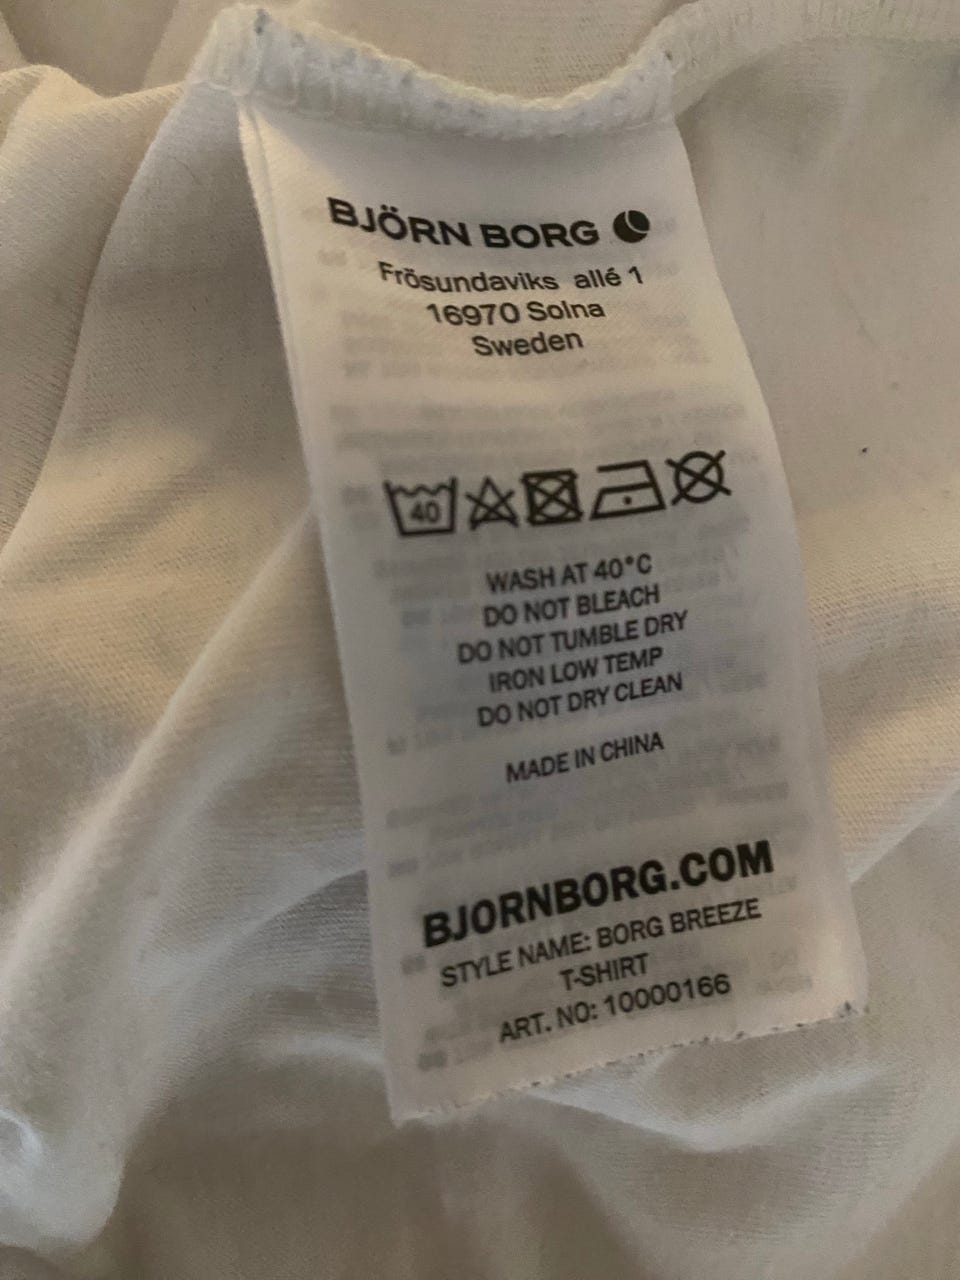 BJÖRN BORG
Frösundaviks allé 1
16970 Solna
Sweden
40
WASH AT 40°C
DO NOT BLEACH
DO NOT TUMBLE DRY
IRON LOW TEMP
DO NOT DRY CLEAN
MADE IN CHINA
BJORNBORG.COM
STYLE NAME: BORG BREEZE
T-SHIRT
ART. NO: 10000166